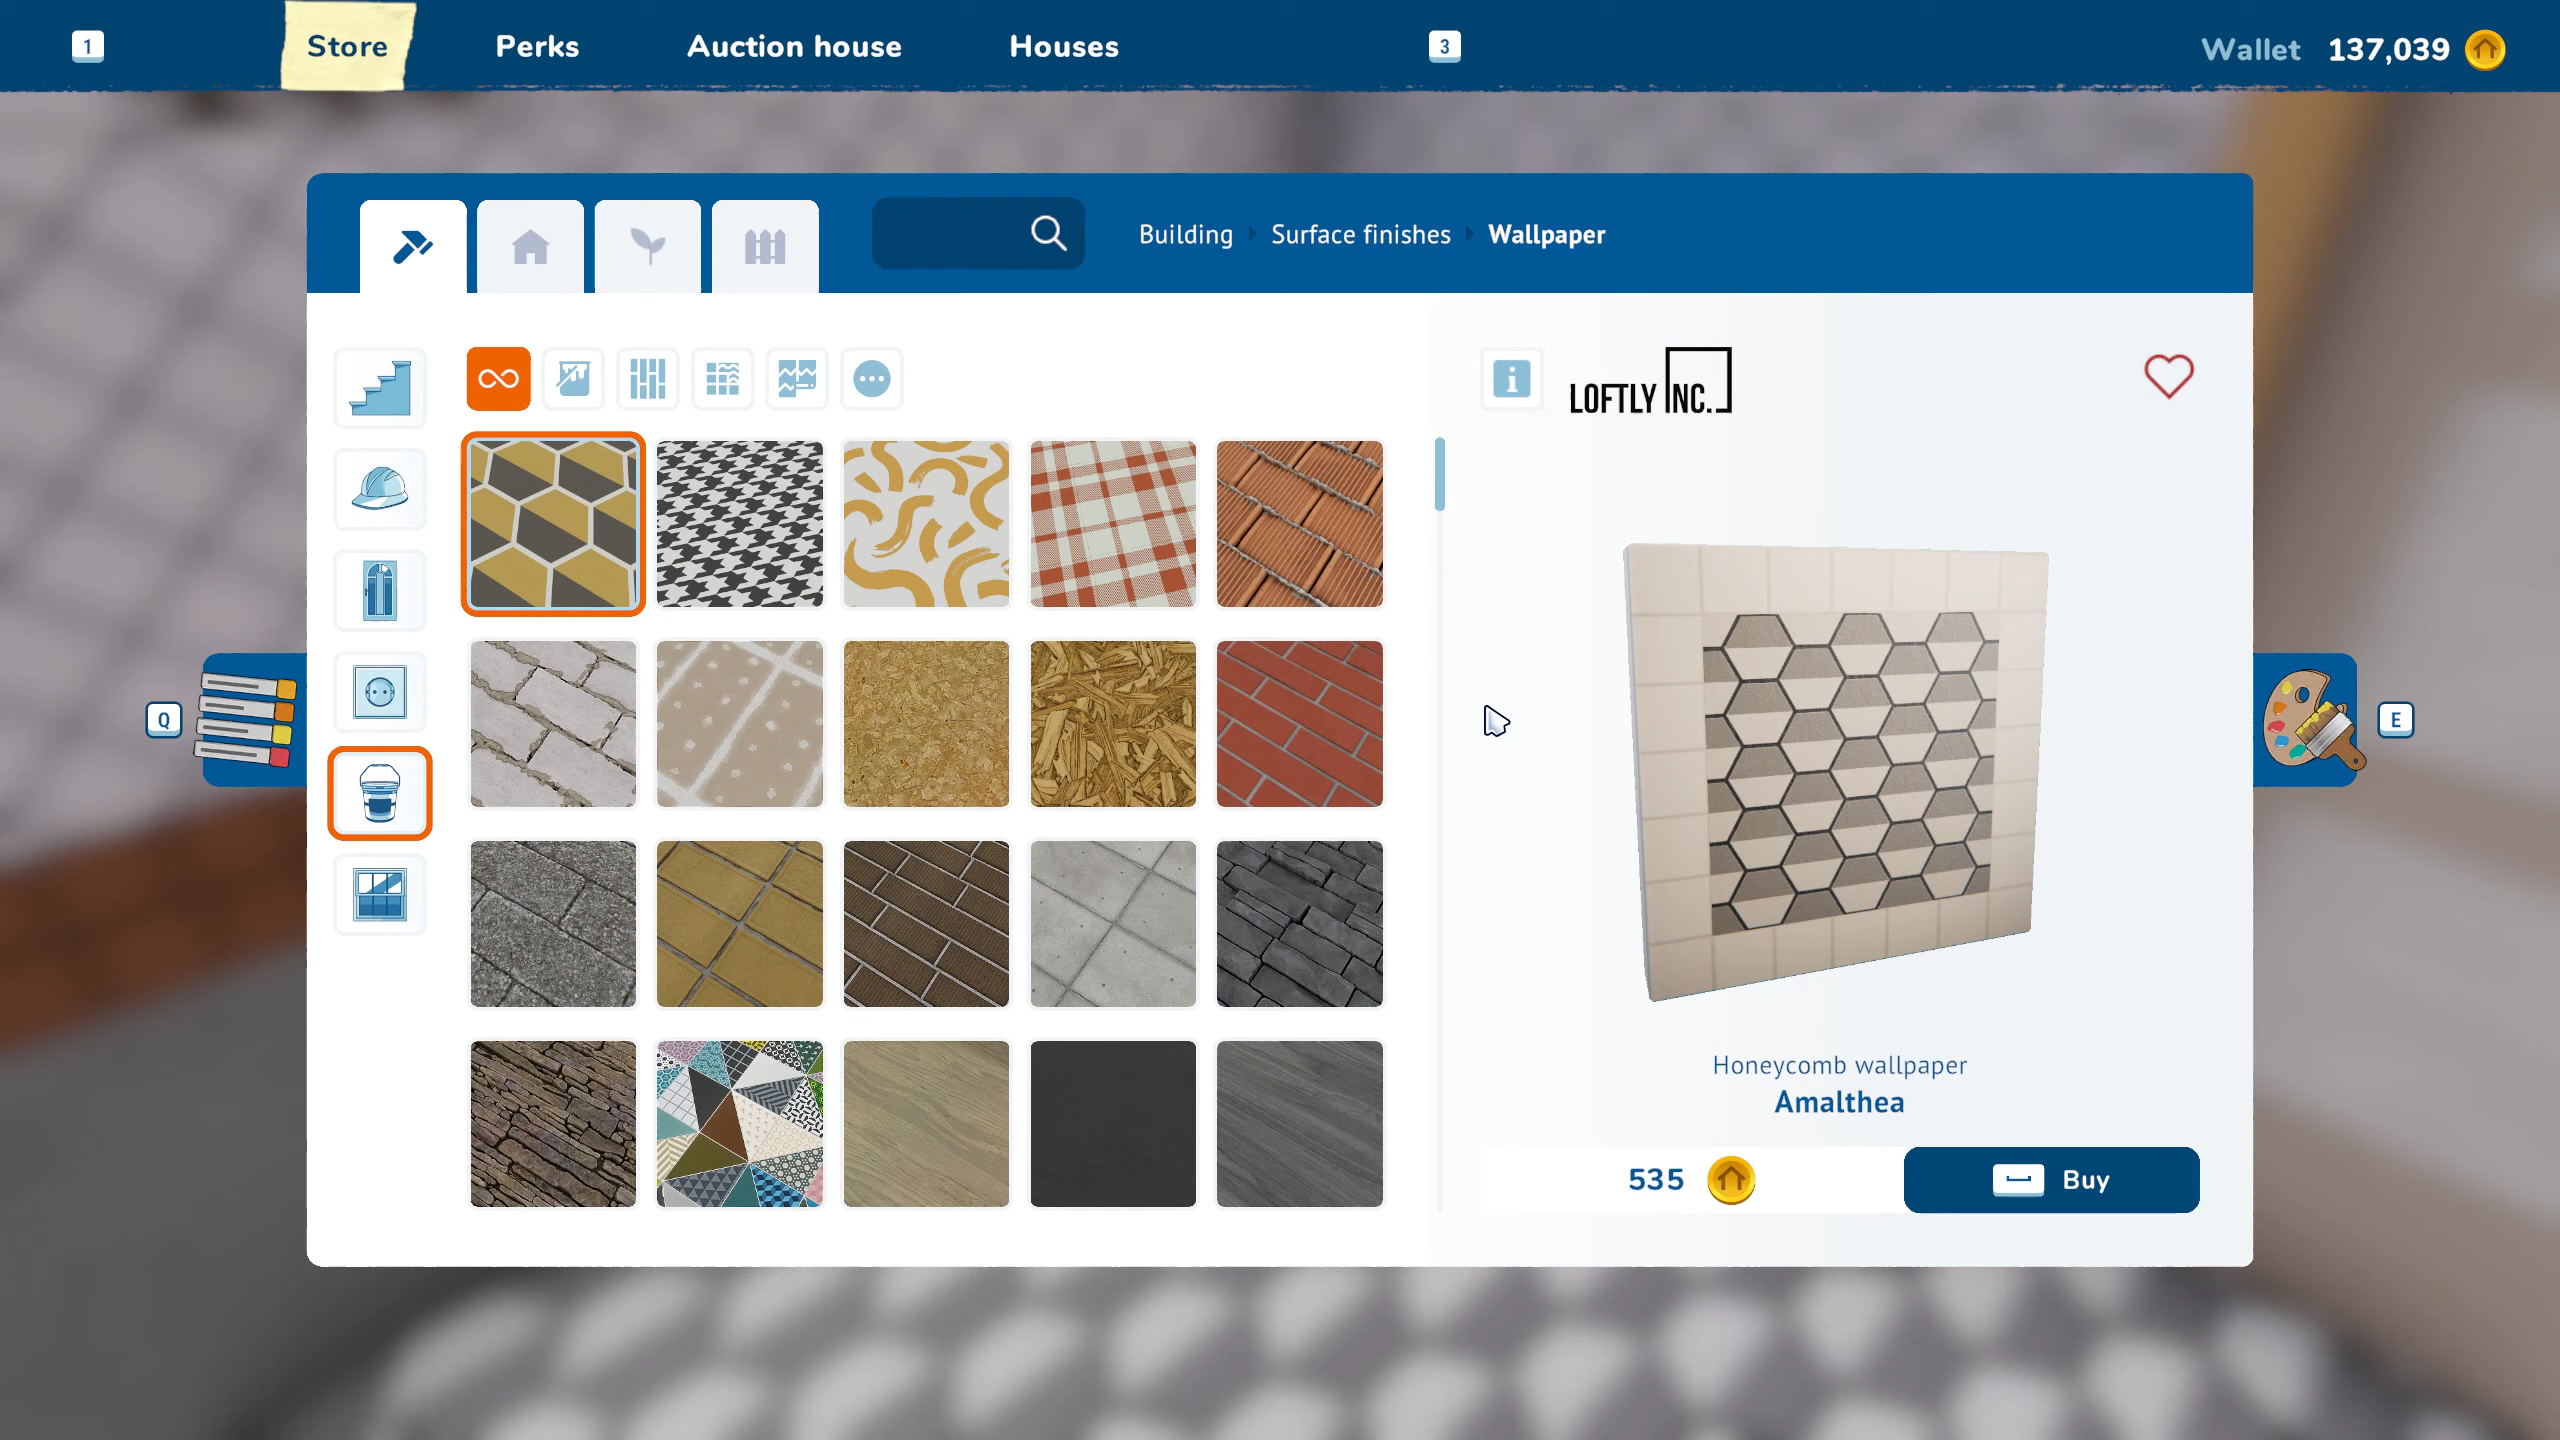 1
Store
Perks
Auction house
Houses
3
Wallet
137,039
Building
Surface finishes
Wallpaper
LOFTLY INC.
Q
E
Honeycomb wallpaper
Amalthea
535
Buy